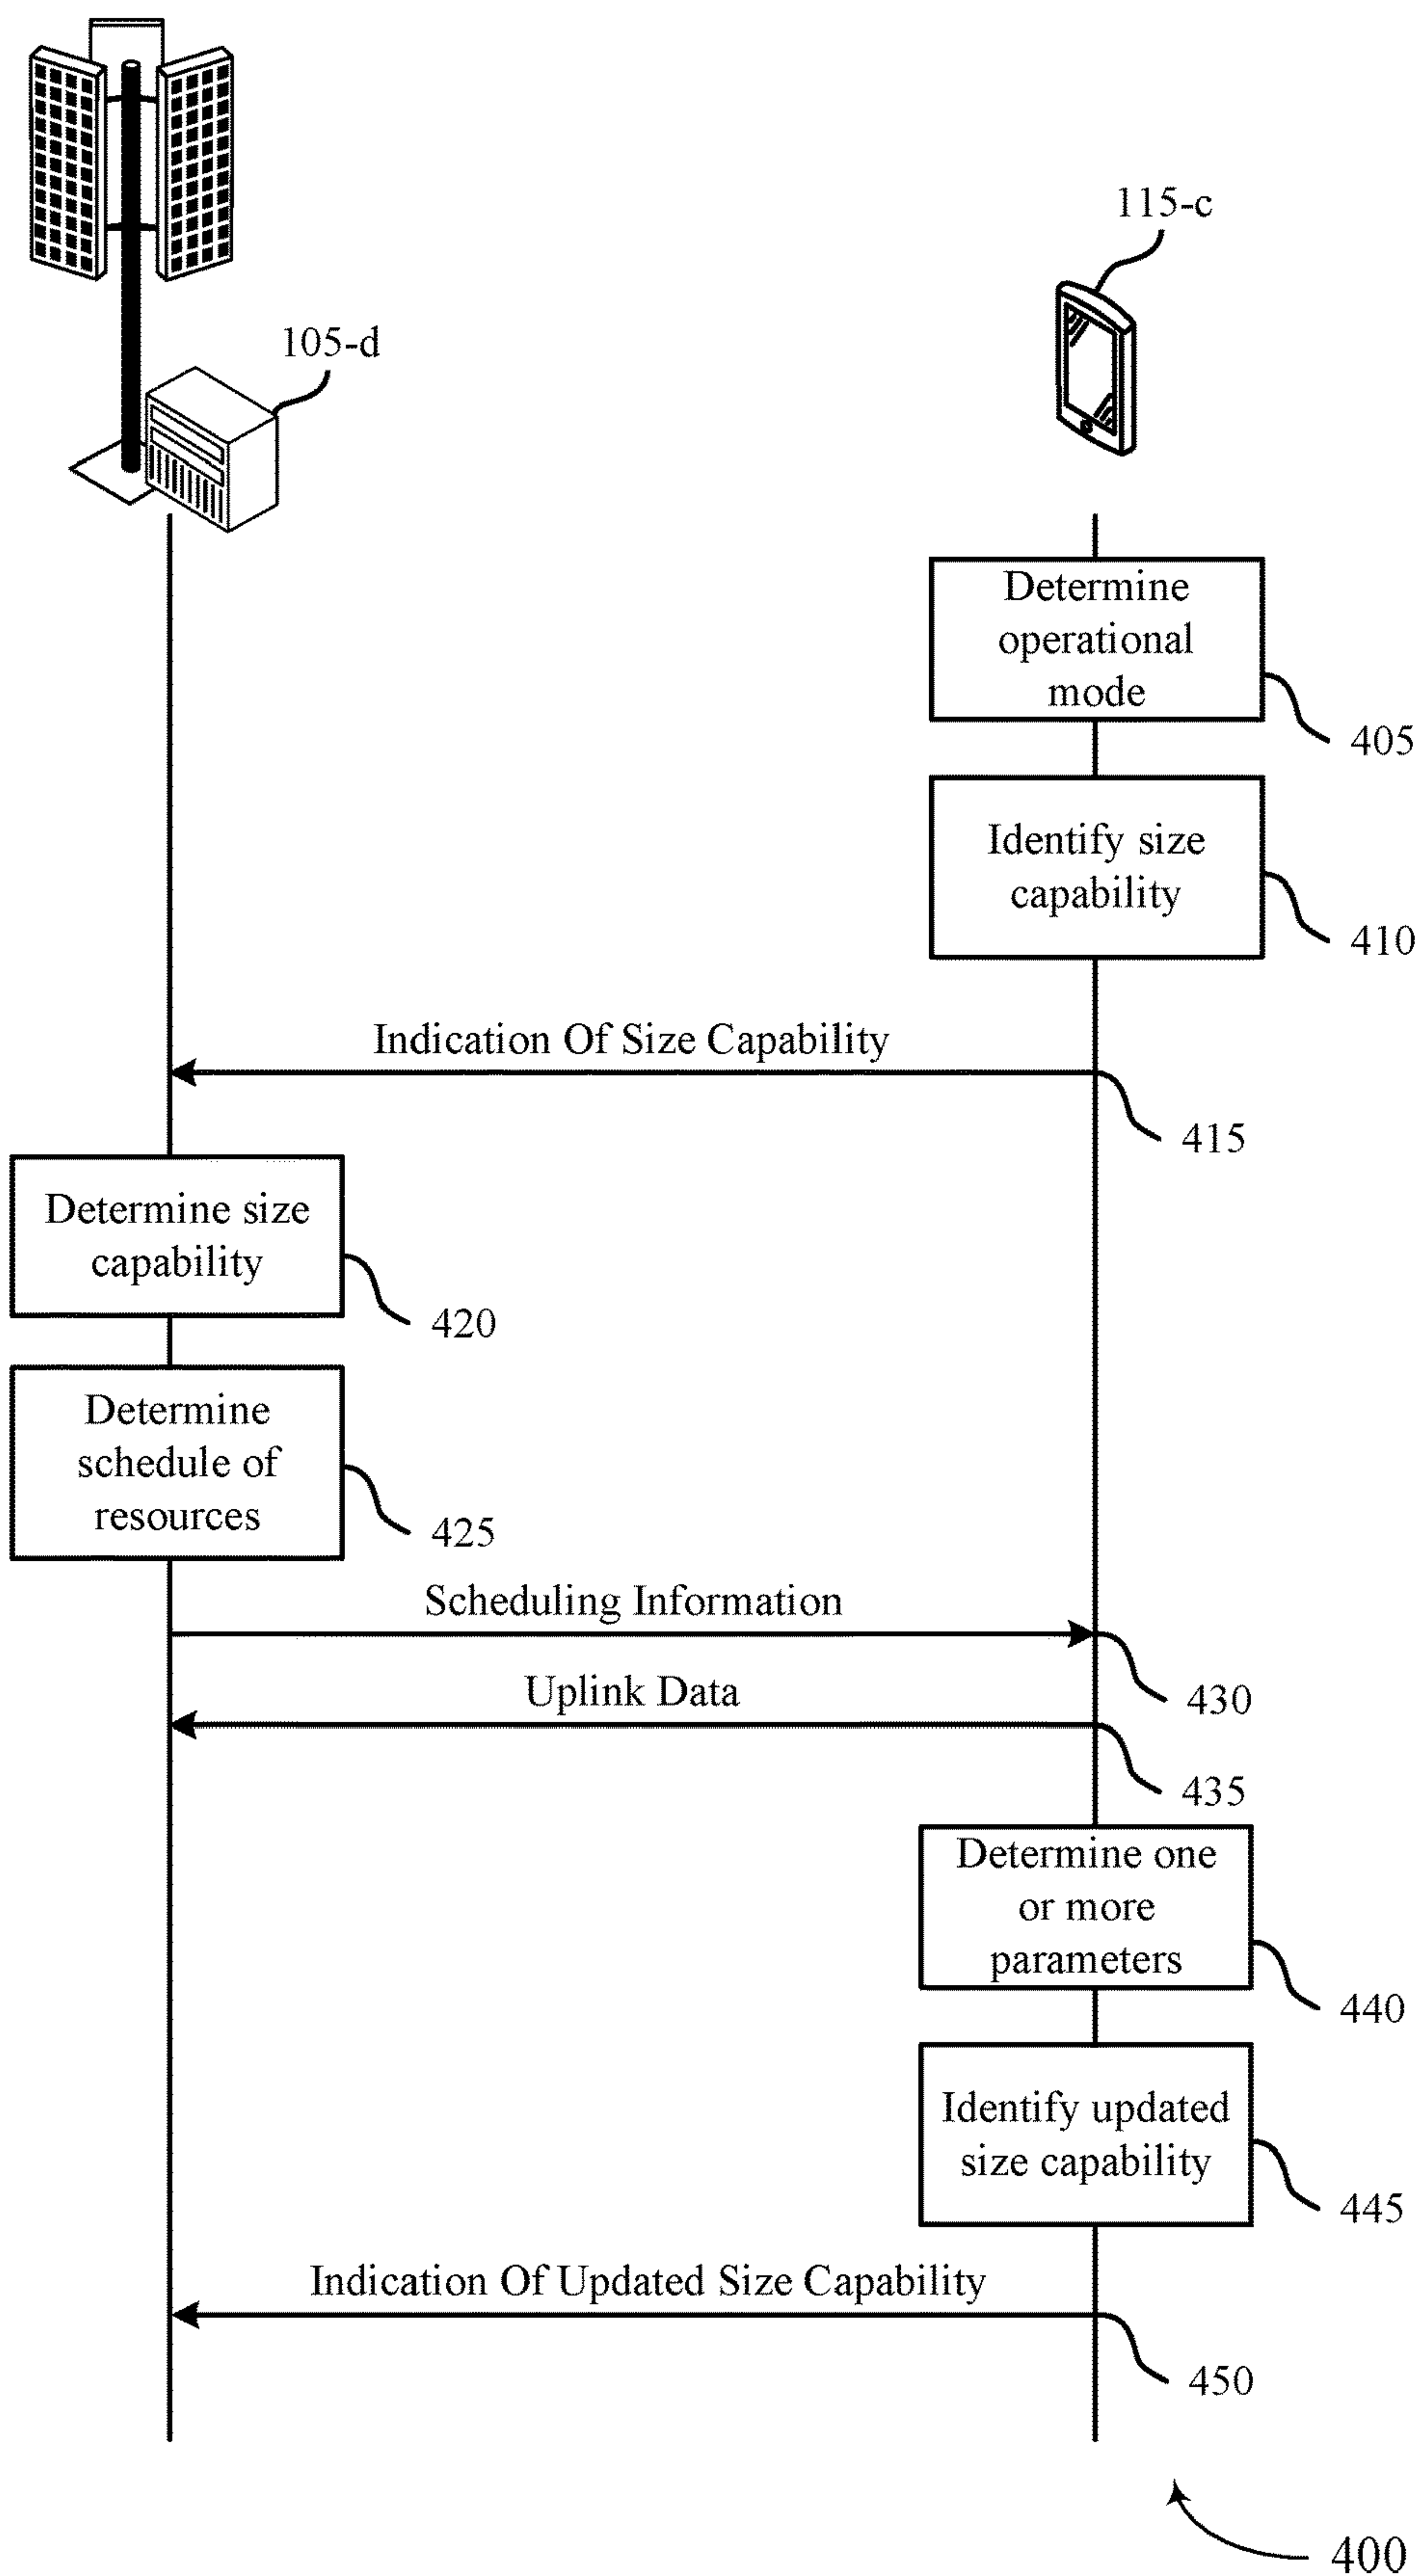 115-c
105-d
Determine
operational
mode
405
Identify size
capability
410
Indication Of Size Capability
415
Determine size
capability
420
Determine
schedule of
resources
425
Scheduling Information
430
Uplink Data
435
Determine one
or more
parameters
440
Identify updated
size capability
445
Indication Of Updated Size Capability
450
400